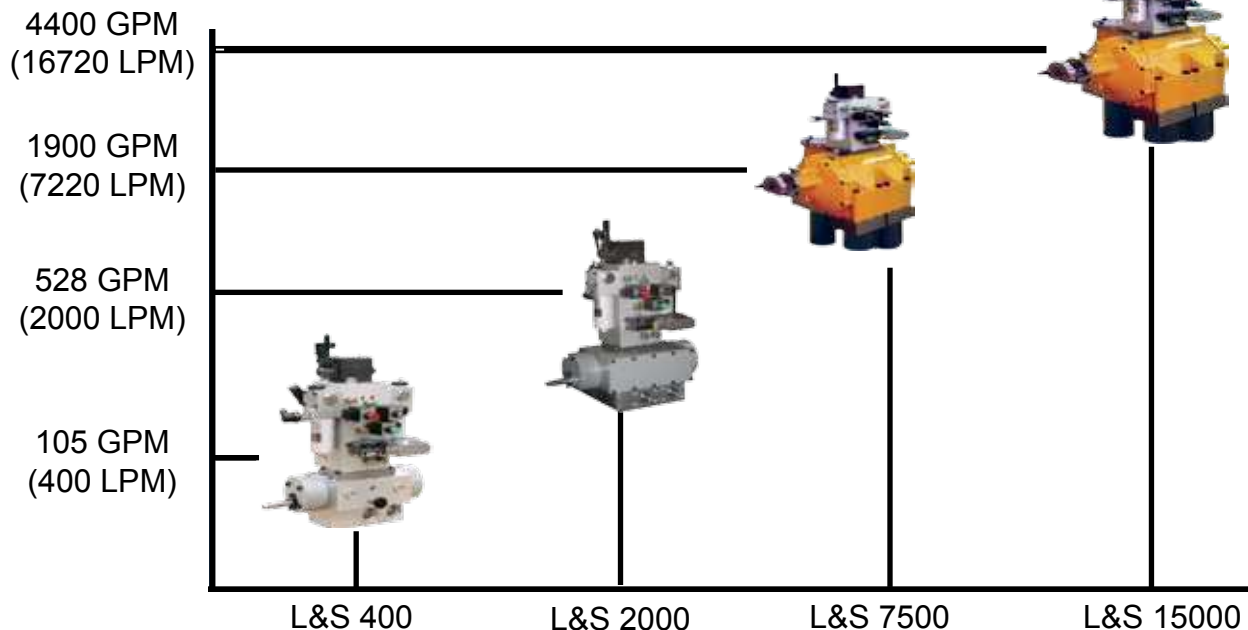 4400 GPM
(16720 LPM)
1900 GPM
(7220 LPM)
528 GPM
(2000 LPM)
105 GPM
(400 LPM)
L&S 400
L&S 2000
L&S 7500
L&S 15000